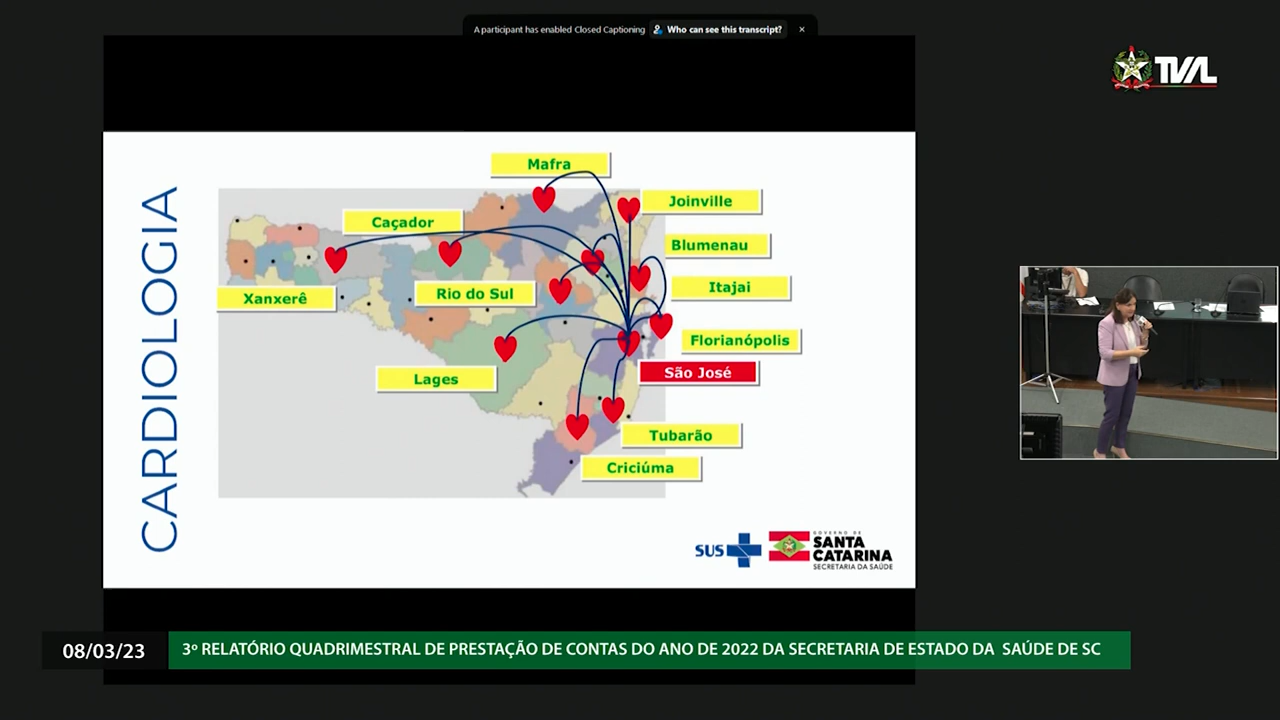 A participant has enabled Closed Captioning Who can see this transcript? ×
TVAL
CARDIOLOGIA
Mafra
Joinville
Caçador
Blumenau
Itajai
Xanxerê
Rio do Sul
Florianópolis
São José
Lages
Tubarão
Criciúma
SUS
GOVERNO DE
SANTA
CATARINA
SECRETARIA DA SAÚDE
08/03/23
3º RELATÓRIO QUADRIMESTRAL DE PRESTAÇÃO DE CONTAS DO ANO DE 2022 DA SECRETARIA DE ESTADO DA SAÚDE DE SC